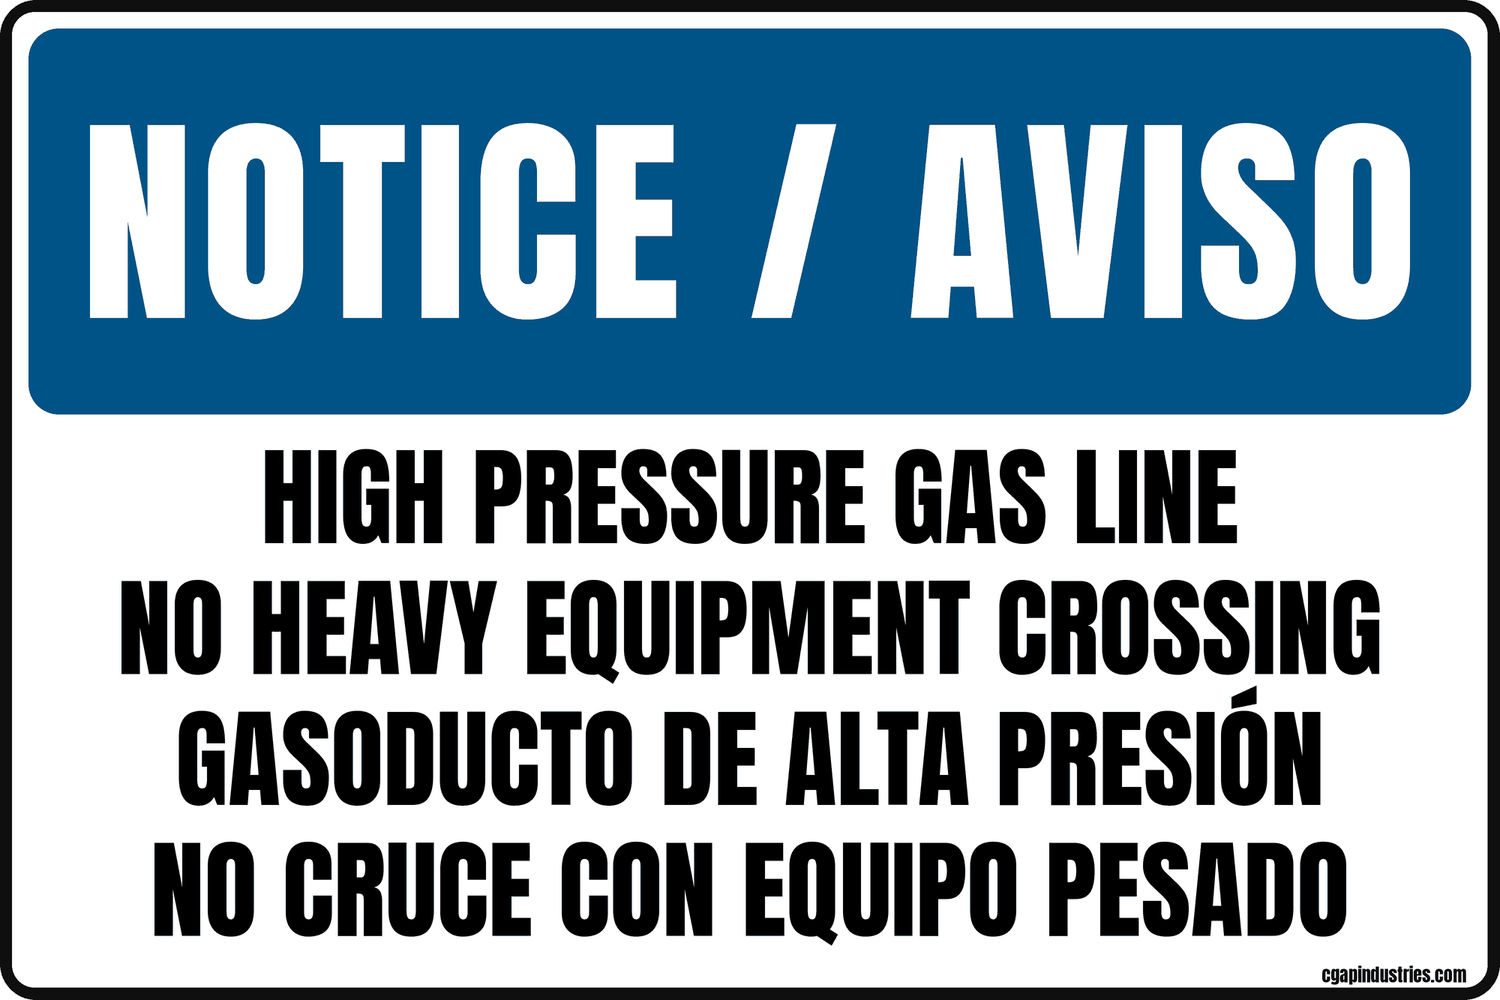 NOTICE / AVISO
HIGH PRESSURE GAS LINE
NO HEAVY EQUIPMENT CROSSING
GASODUCTO DE ALTA PRESIÓN
NO CRUCE CON EQUIPO PESADO
cgapindustries.com